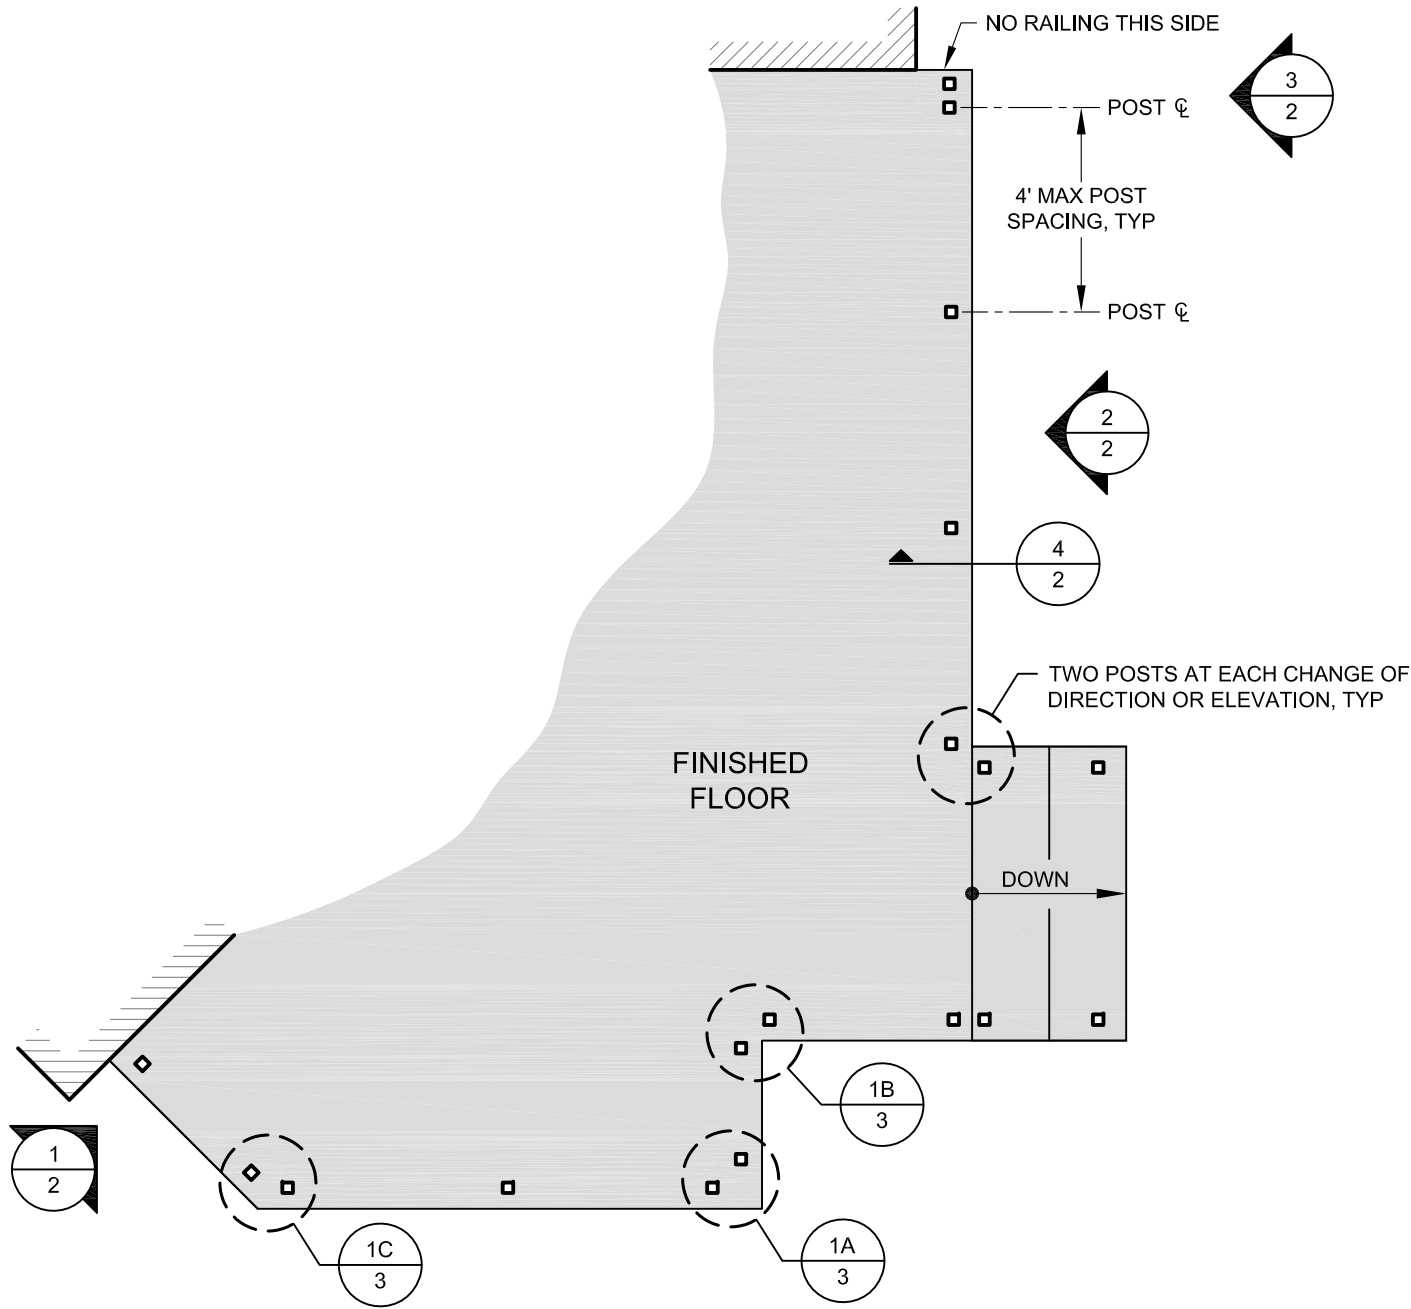 NO RAILING THIS SIDE
3
2
POST ℄
4' MAX POST
SPACING, TYP
POST ℄
2
2
4
2
TWO POSTS AT EACH CHANGE OF
DIRECTION OR ELEVATION, TYP
FINISHED
FLOOR
DOWN
1B
3
1
2
1C
3
1A
3